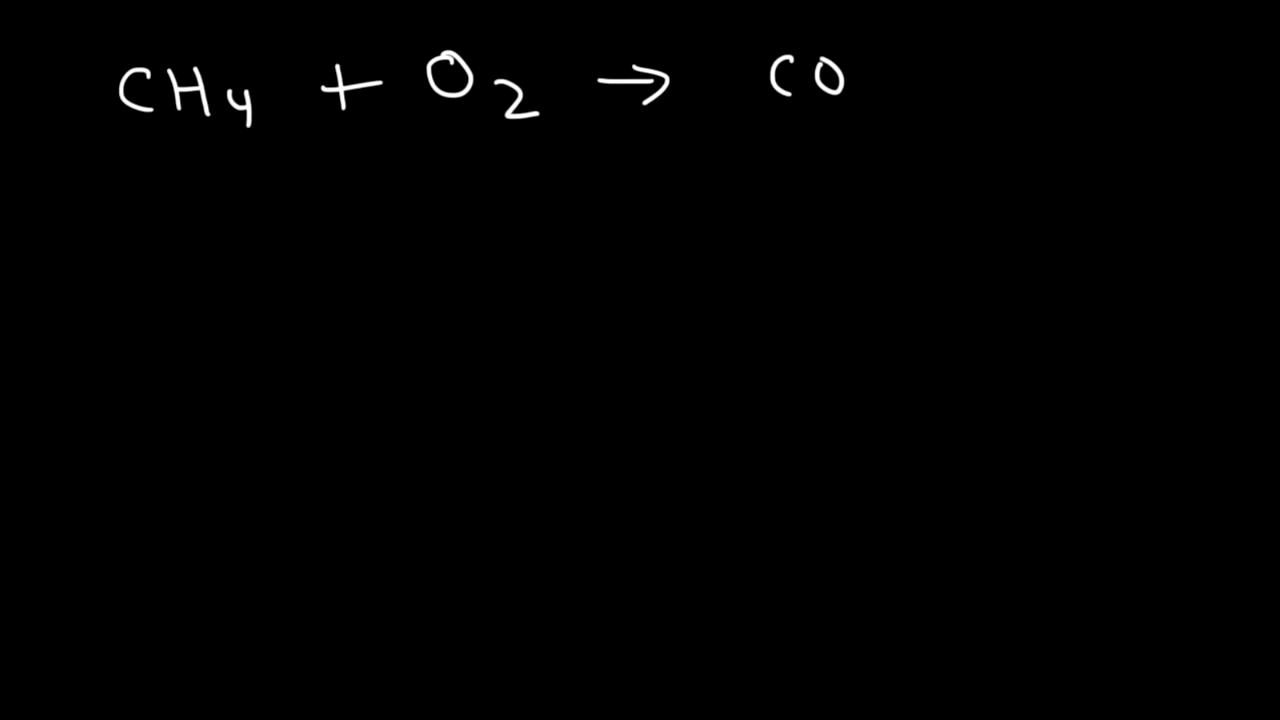 CH₄ + O₂ → CO